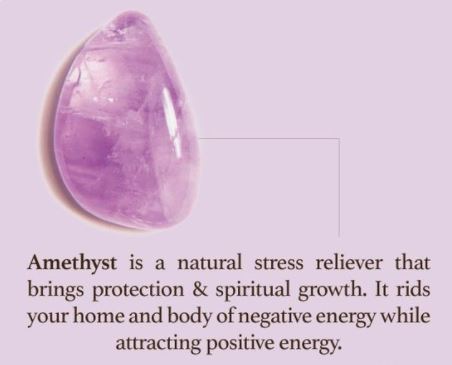 Amethyst is a natural stress reliever that
brings protection & spiritual growth. It rids
your home and body of negative energy while
attracting positive energy.